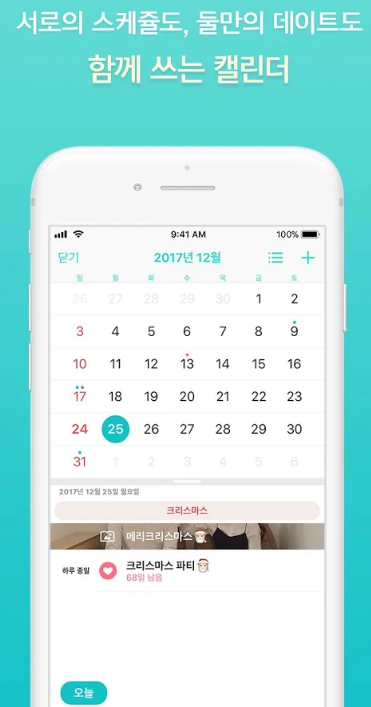 서로의 스케쥴도, 둘만의 데이트도
함께 쓰는 캘린더
9:41 AM 100%
닫기 2017년 12월
일 월 화 수 목 금 토
26 27 28 29 30 1 2
3 4 5 6 7 8 9
10 11 12 13 14 15 16
17 18 19 20 21 22 23
24 25 26 27 28 29 30
31 1 2 3 4 5 6
2017년 12월 25일 월요일
크리스마스
메리크리스마스
하루 종일 크리스마스 파티
68일 남음
오늘